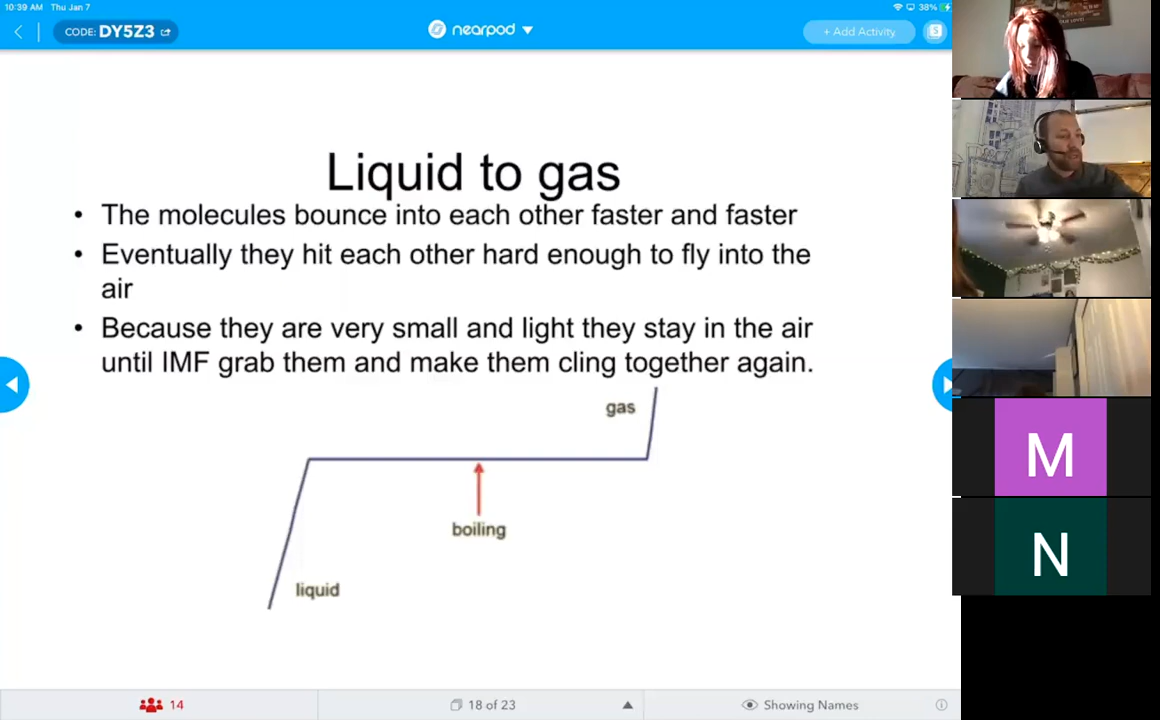 10:39 AM Thu Jan 7
38%
CODE: DY5Z3
nearpod
+ Add Activity
Liquid to gas
• The molecules bounce into each other faster and faster
• Eventually they hit each other hard enough to fly into the
air
• Because they are very small and light they stay in the air
until IMF grab them and make them cling together again.
gas
boiling
liquid
14
18 of 23
Showing Names
M
N